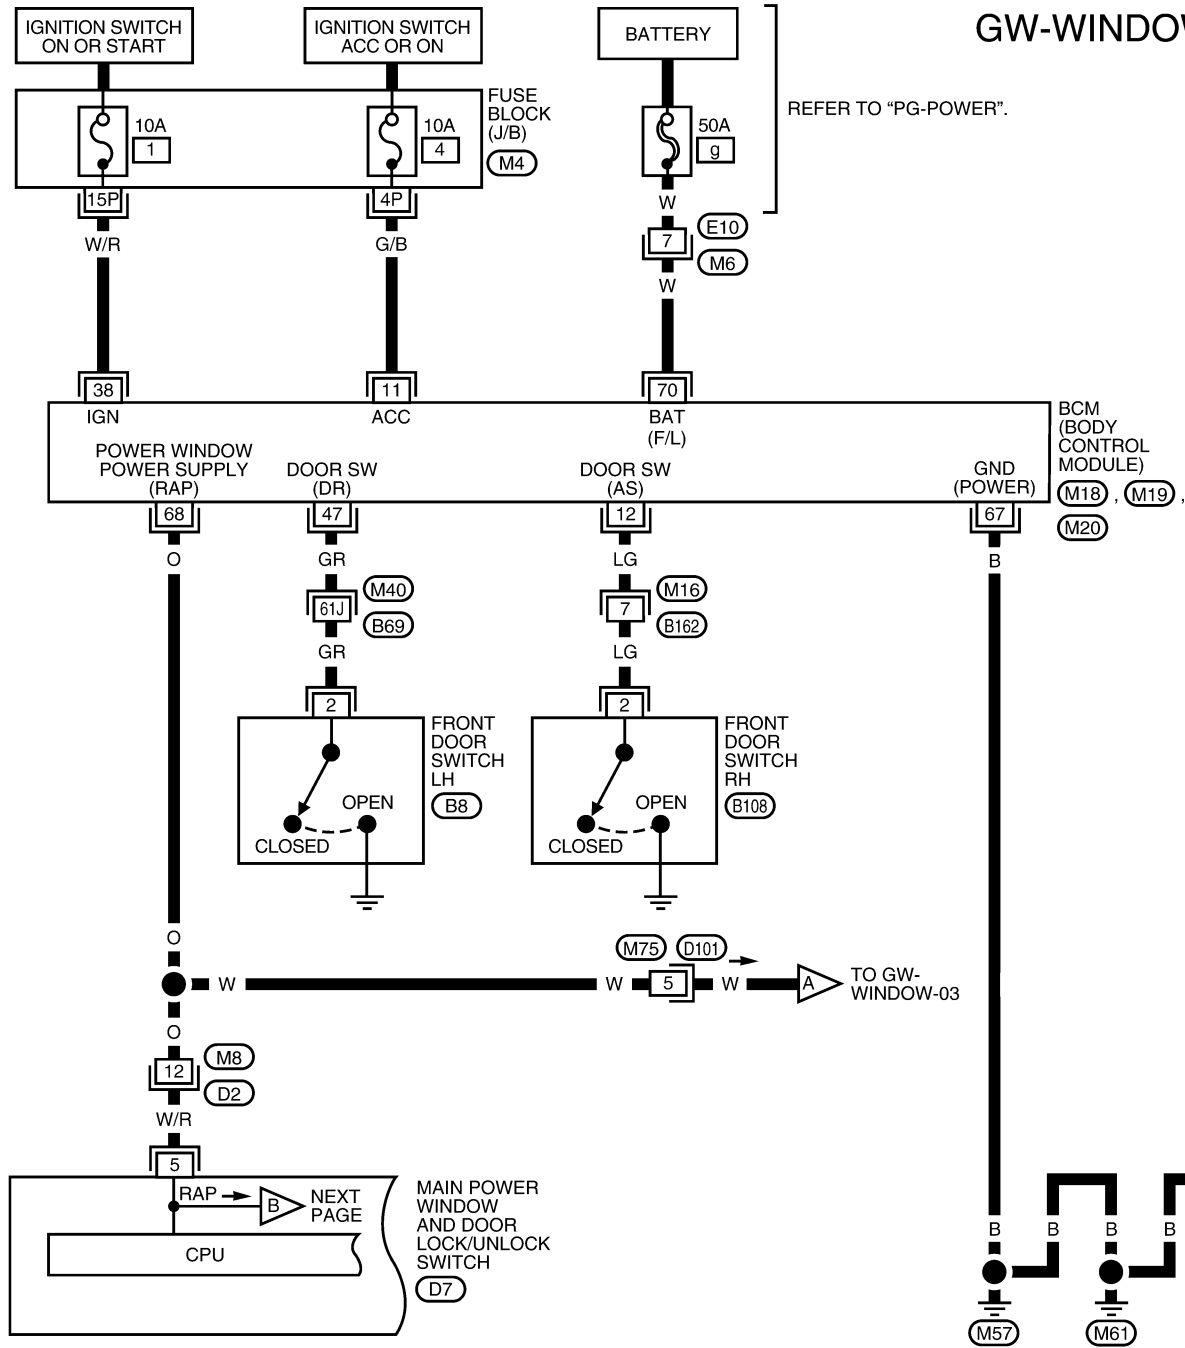 GW-WINDOW
IGNITION SWITCH
ON OR START
IGNITION SWITCH
ACC OR ON
BATTERY
REFER TO “PG-POWER”.
10A
1
10A
4
FUSE
BLOCK
(J/B)
M4
50A
g
15P
4P
W
W/R
G/B
7
E10
M6
W
38
11
70
IGN
ACC
BAT
(F/L)
BCM
(BODY
CONTROL
MODULE)
M18 , M19 ,
M20
POWER WINDOW
POWER SUPPLY
(RAP)
DOOR SW
(DR)
DOOR SW
(AS)
GND
(POWER)
68
47
12
67
O
GR
LG
B
61J
M40
B69
7
M16
B162
GR
LG
2
2
FRONT
DOOR
SWITCH
LH
B8
OPEN
CLOSED
FRONT
DOOR
SWITCH
RH
B108
OPEN
CLOSED
O
W
W
M75
D101
5
W
A
TO GW-
WINDOW-03
O
12
M8
D2
W/R
5
RAP
B
NEXT
PAGE
CPU
MAIN POWER
WINDOW
AND DOOR
LOCK/UNLOCK
SWITCH
D7
B
B
B
B
M57
M61